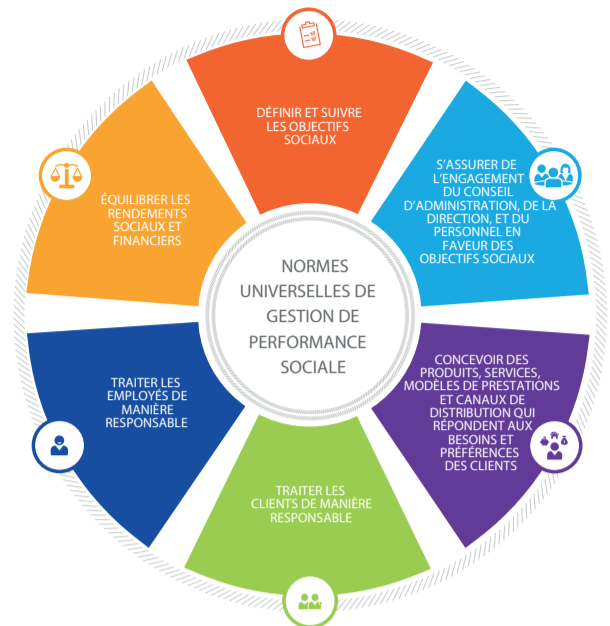 DÉFINIR ET SUIVRE
LES OBJECTIFS
SOCIAUX
S'ASSURER DE
L'ENGAGEMENT
DU CONSEIL
D'ADMINISTRATION, DE LA
DIRECTION, ET DU
PERSONNEL EN
FAVEUR DES
OBJECTIFS SOCIAUX
CONCEVOIR DES
PRODUITS, SERVICES,
MODÈLES DE PRESTATIONS
ET CANAUX DE
DISTRIBUTION QUI
RÉPONDENT AUX
BESOINS ET
PRÉFÉRENCES
DES CLIENTS
TRAITER LES
CLIENTS DE MANIÈRE
RESPONSABLE
TRAITER LES
EMPLOYÉS DE
MANIÈRE
RESPONSABLE
ÉQUILIBRER LES
RENDEMENTS
SOCIAUX ET
FINANCIERS
NORMES
UNIVERSELLES DE
GESTION DE
PERFORMANCE
SOCIALE